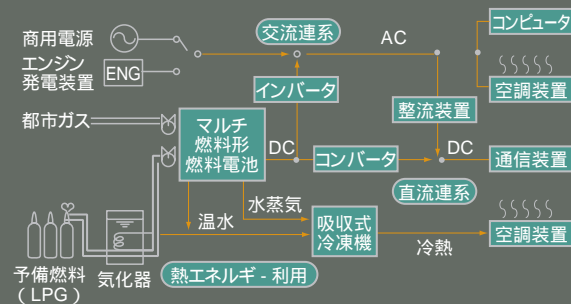 商用電源
エンジン
発電装置
ENG
都市ガス
交流連系
AC
コンピュータ
空調装置
インバータ
整流装置
マルチ
燃料形
燃料電池
DC
コンバータ
DC
通信装置
直流連系
水蒸気
温水
吸収式
冷凍機
冷熱
空調装置
予備燃料
(LPG)
気化器
熱エネルギ-利用